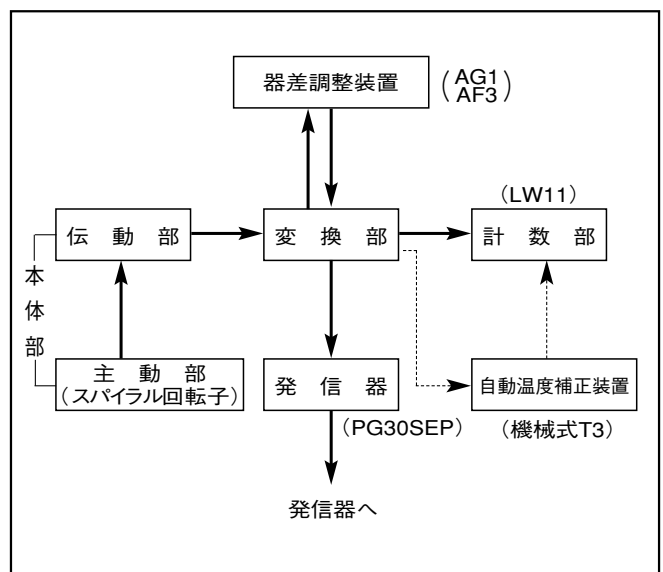 器差調整装置
(AG1
AF3)
(LW11)
伝動部
変換部
計数部
本体部
主動部
(スパイラル回転子)
発信器
自動温度補正装置
(PG30SEP)
(機械式T3)
発信器へ